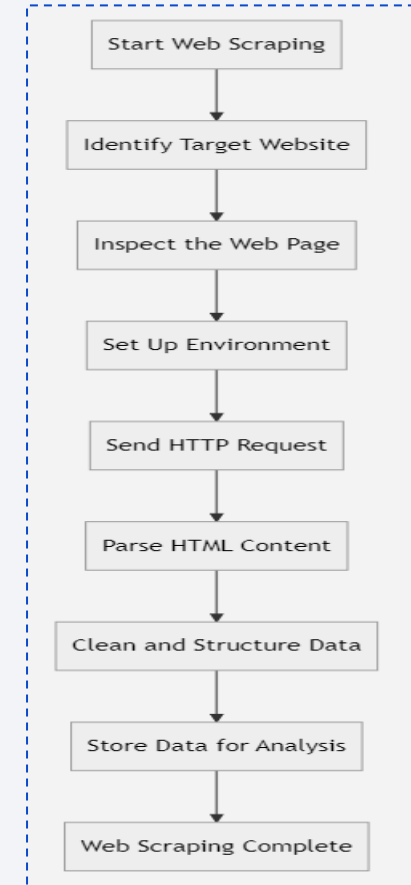 Start Web Scraping
Identify Target Website
Inspect the Web Page
Set Up Environment
Send HTTP Request
Parse HTML Content
Clean and Structure Data
Store Data for Analysis
Web Scraping Complete